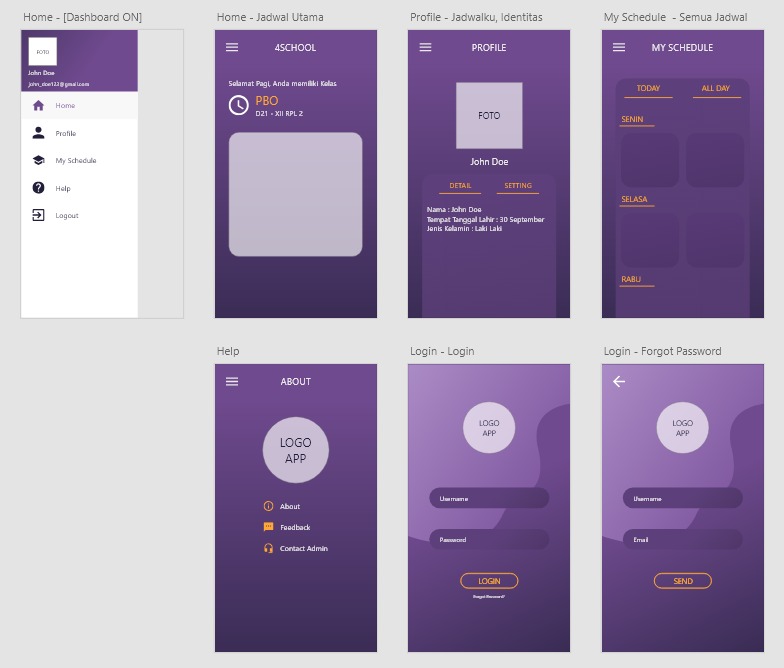 Home - [Dashboard ON]
FOTO
John Doe
john_doe123@gmail.com
Home
Profile
My Schedule
Help
Logout
Home - Jadwal Utama
4SCHOOL
Selamat Pagi, Anda memiliki Kelas
PBO
D21 - XII RPL 2
Profile - Jadwalku, Identitas
PROFILE
FOTO
John Doe
DETAIL
SETTING
Nama : John Doe
Tempat Tanggal Lahir : 30 September
Jenis Kelamin : Laki Laki
My Schedule - Semua Jadwal
MY SCHEDULE
TODAY
ALL DAY
SENIN
SELASA
RABU
Help
ABOUT
LOGO
APP
About
Feedback
Contact Admin
Login - Login
LOGO
APP
Username
Password
LOGIN
Forgot Password?
Login - Forgot Password
LOGO
APP
Username
Email
SEND